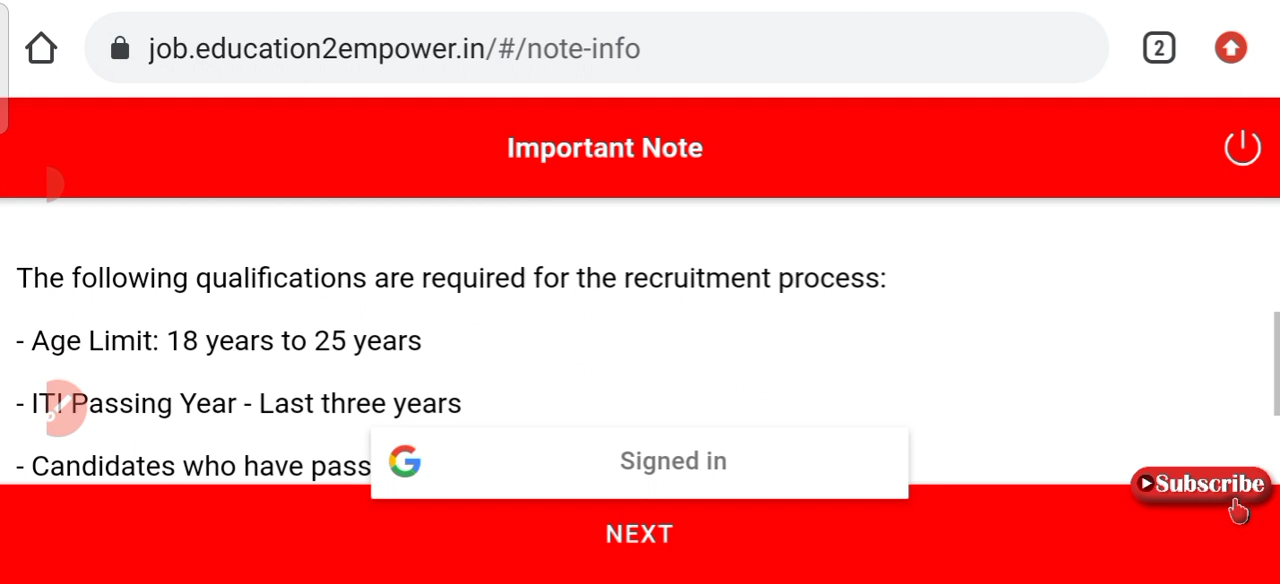 job.education2empower.in/#/note-info
2
Important Note
The following qualifications are required for the recruitment process:
- Age Limit: 18 years to 25 years
- ITI Passing Year - Last three years
- Candidates who have pass
Signed in
Subscribe
NEXT